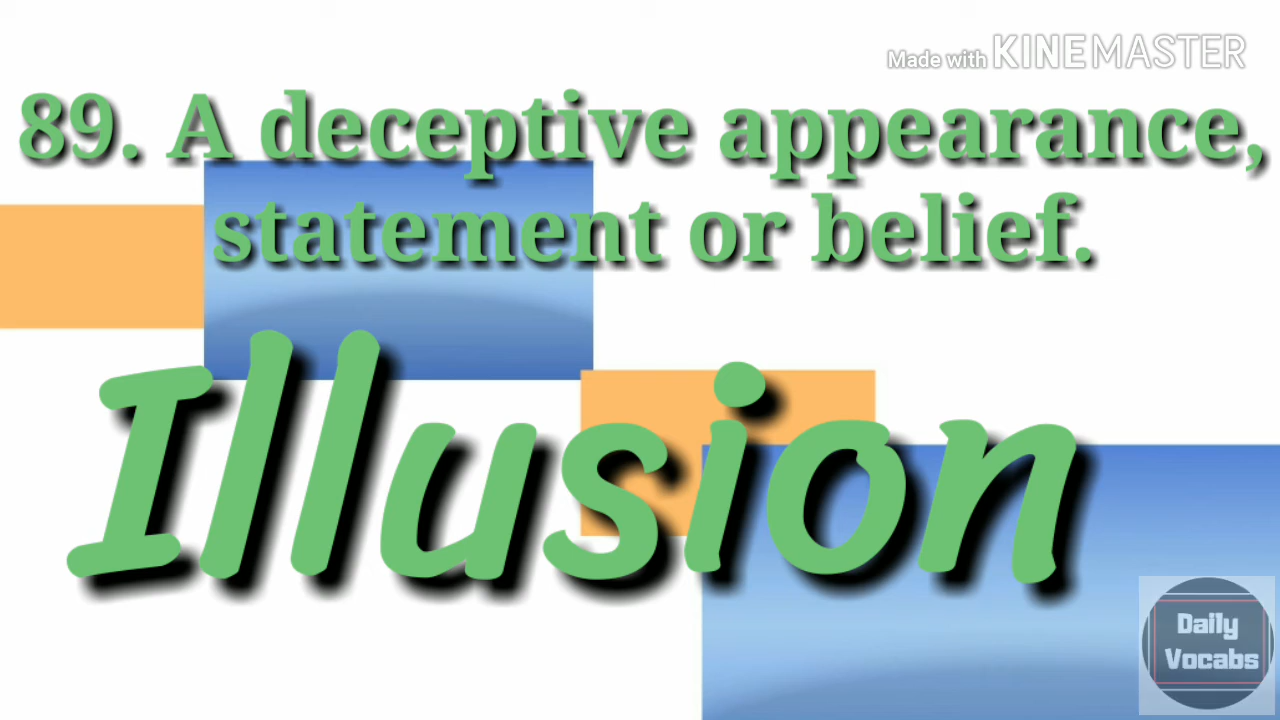 Made with KINEMASTER
89. A deceptive appearance,
statement or belief.
Illusion
Daily
Vocabs